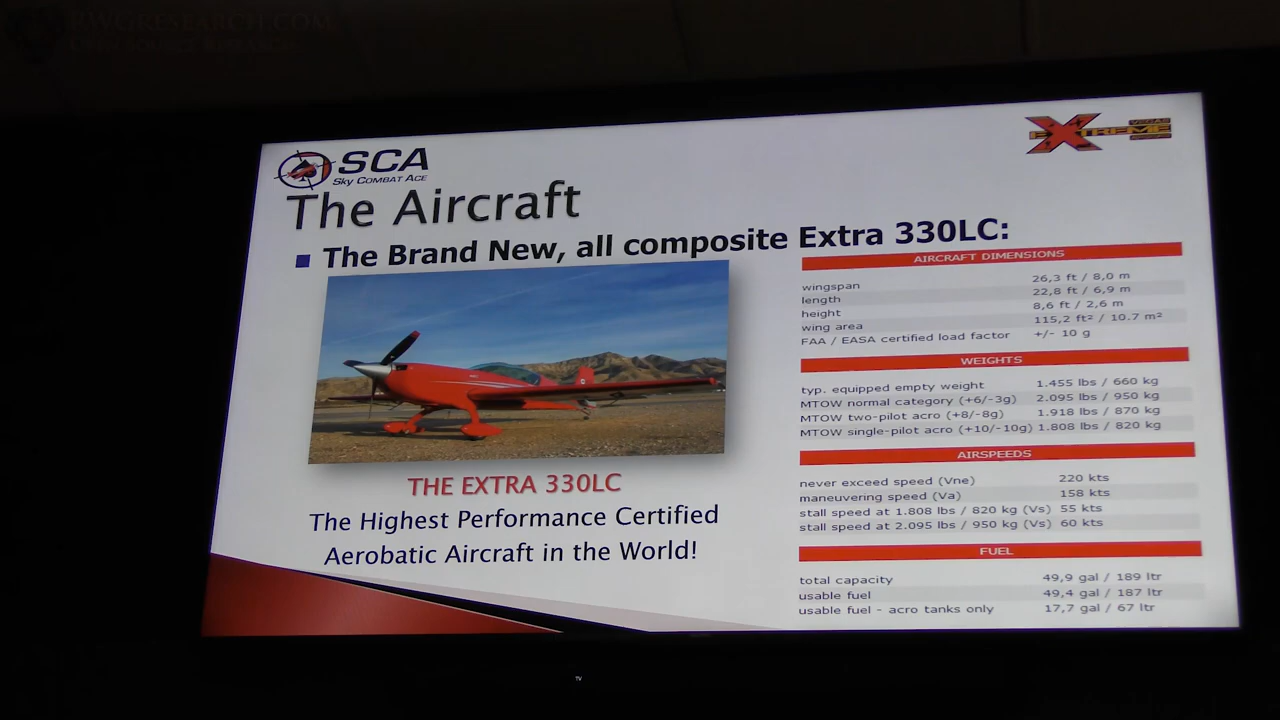 RWGRESEARCH.COM
SCA
SKY COMBAT ACE
EXTREME
VEGAS
The Aircraft
The Brand New, all composite Extra 330LC:
THE EXTRA 330LC
The Highest Performance Certified
Aerobatic Aircraft in the World!
AIRCRAFT DIMENSIONS
wingspan 26,3 ft / 8,0 m
length 22,8 ft / 6,9 m
height 8,6 ft / 2,6 m
wing area 115,2 ft² / 10.7 m²
FAA / EASA certified load factor +/- 10 g
WEIGHTS
typ. equipped empty weight 1.455 lbs / 660 kg
MTOW normal category (+6/-3g) 2.095 lbs / 950 kg
MTOW two-pilot acro (+8/-8g) 1.918 lbs / 870 kg
MTOW single-pilot acro (+10/-10g) 1.808 lbs / 820 kg
AIRSPEEDS
never exceed speed (Vne) 220 kts
maneuvering speed (Va) 158 kts
stall speed at 1.808 lbs / 820 kg (Vs) 55 kts
stall speed at 2.095 lbs / 950 kg (Vs) 60 kts
FUEL
total capacity 49,9 gal / 189 ltr
usable fuel 49,4 gal / 187 ltr
usable fuel - acro tanks only 17,7 gal / 67 ltr
TV